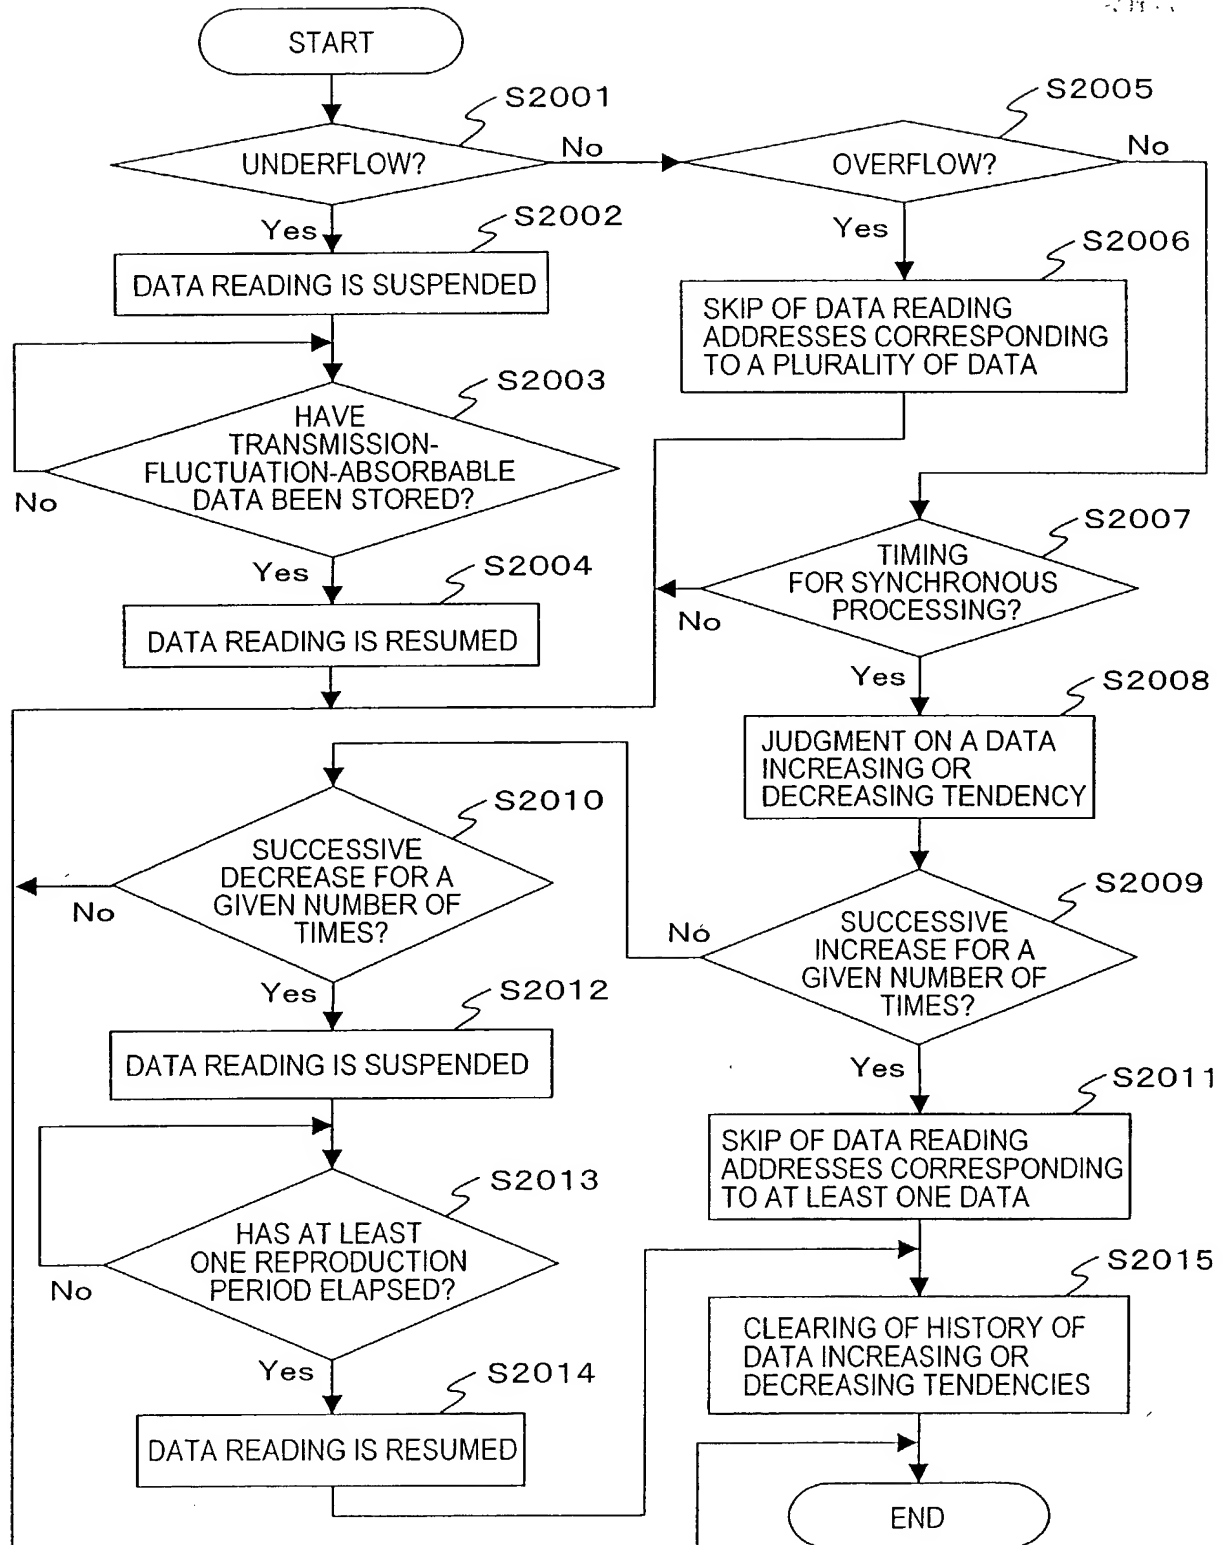 START
S2001
S2005
UNDERFLOW?
No
OVERFLOW?
No
Yes
S2002
Yes
S2006
DATA READING IS SUSPENDED
SKIP OF DATA READING
ADDRESSES CORRESPONDING
TO A PLURALITY OF DATA
S2003
HAVE
TRANSMISSION-
FLUCTUATION-ABSORBABLE
DATA BEEN STORED?
No
S2007
TIMING
FOR SYNCHRONOUS
PROCESSING?
No
Yes
S2004
DATA READING IS RESUMED
Yes
S2008
JUDGMENT ON A DATA
INCREASING OR
DECREASING TENDENCY
S2010
SUCCESSIVE
DECREASE FOR A
GIVEN NUMBER OF
TIMES?
No
S2009
SUCCESSIVE
INCREASE FOR A
GIVEN NUMBER OF
TIMES?
No
Yes
S2012
DATA READING IS SUSPENDED
Yes
S2011
SKIP OF DATA READING
ADDRESSES CORRESPONDING
TO AT LEAST ONE DATA
S2013
HAS AT LEAST
ONE REPRODUCTION
PERIOD ELAPSED?
No
S2015
CLEARING OF HISTORY OF
DATA INCREASING OR
DECREASING TENDENCIES
Yes
S2014
DATA READING IS RESUMED
END